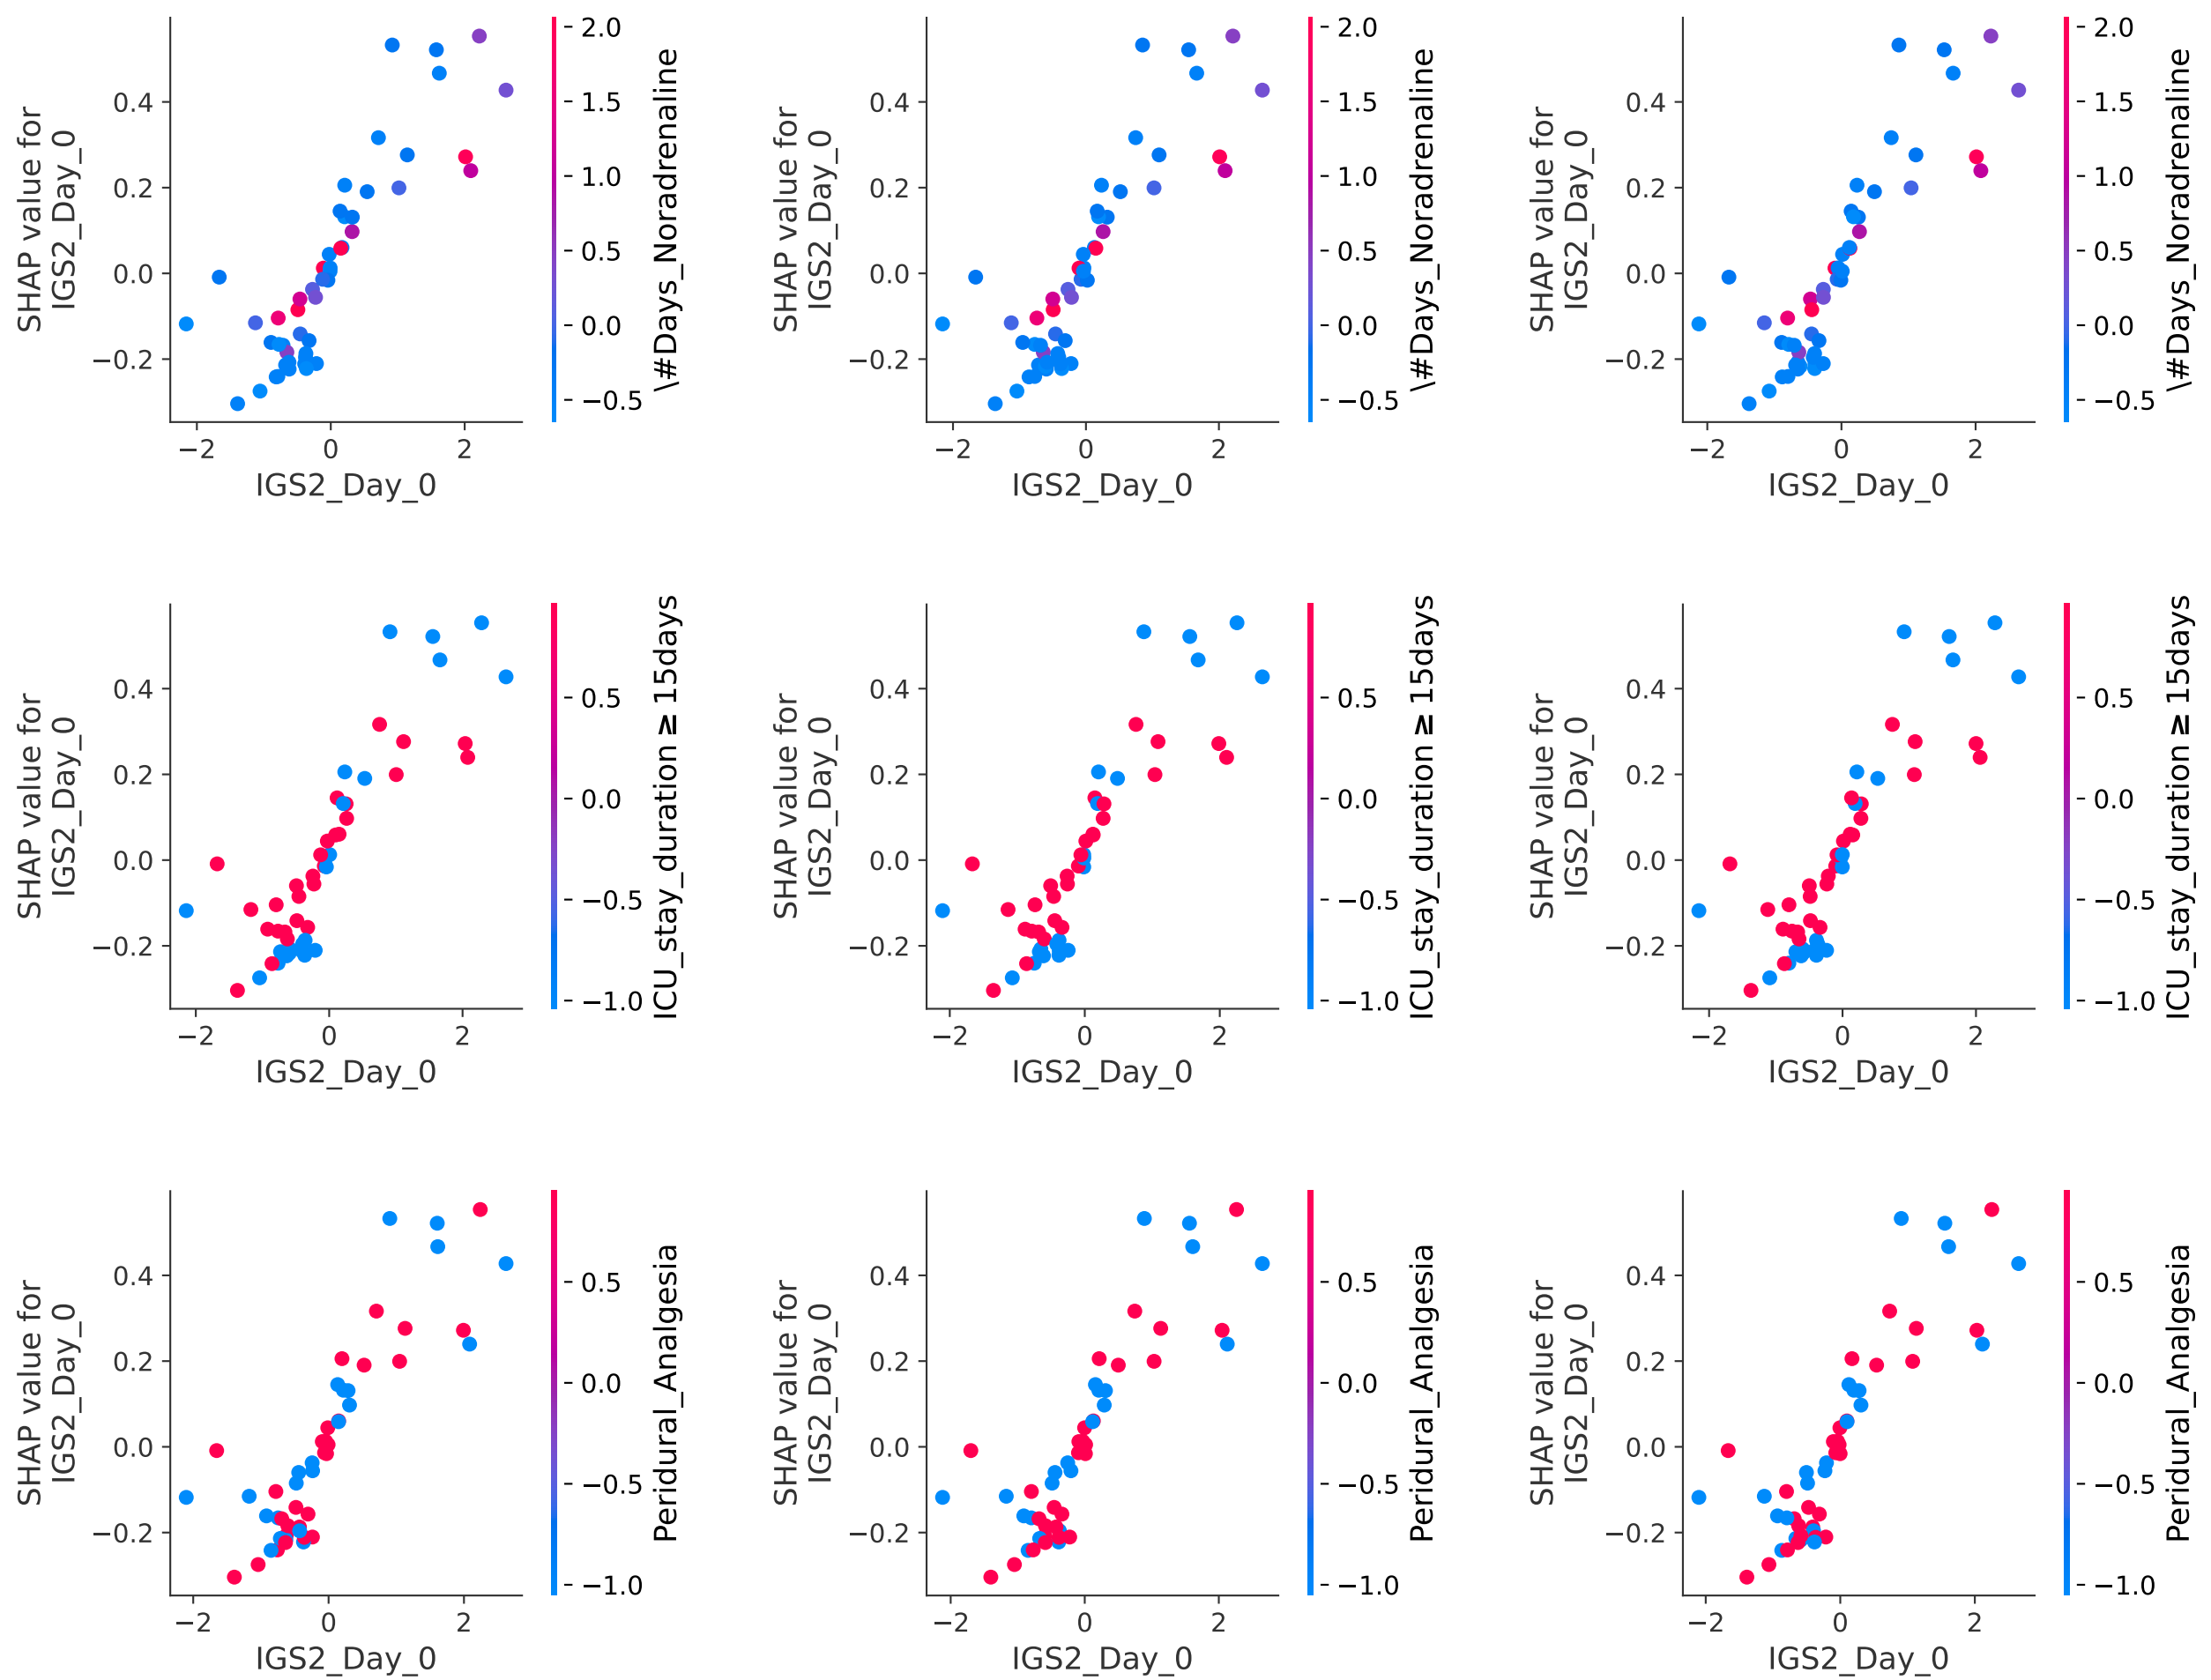 SHAP value for
IGS2_Day_0
0.4
0.2
0.0
−0.2
−2
0
2
IGS2_Day_0
2.0
1.5
1.0
0.5
0.0
−0.5
\#Days_Noradrenaline
SHAP value for
IGS2_Day_0
0.4
0.2
0.0
−0.2
−2
0
2
IGS2_Day_0
2.0
1.5
1.0
0.5
0.0
−0.5
\#Days_Noradrenaline
SHAP value for
IGS2_Day_0
0.4
0.2
0.0
−0.2
−2
0
2
IGS2_Day_0
2.0
1.5
1.0
0.5
0.0
−0.5
\#Days_Noradrenaline
SHAP value for
IGS2_Day_0
0.4
0.2
0.0
−0.2
−2
0
2
IGS2_Day_0
0.5
0.0
−0.5
−1.0
ICU_stay_duration ≥ 15days
SHAP value for
IGS2_Day_0
0.4
0.2
0.0
−0.2
−2
0
2
IGS2_Day_0
0.5
0.0
−0.5
−1.0
ICU_stay_duration ≥ 15days
SHAP value for
IGS2_Day_0
0.4
0.2
0.0
−0.2
−2
0
2
IGS2_Day_0
0.5
0.0
−0.5
−1.0
ICU_stay_duration ≥ 15days
SHAP value for
IGS2_Day_0
0.4
0.2
0.0
−0.2
−2
0
2
IGS2_Day_0
0.5
0.0
−0.5
−1.0
Peridural_Analgesia
SHAP value for
IGS2_Day_0
0.4
0.2
0.0
−0.2
−2
0
2
IGS2_Day_0
0.5
0.0
−0.5
−1.0
Peridural_Analgesia
SHAP value for
IGS2_Day_0
0.4
0.2
0.0
−0.2
−2
0
2
IGS2_Day_0
0.5
0.0
−0.5
−1.0
Peridural_Analgesia